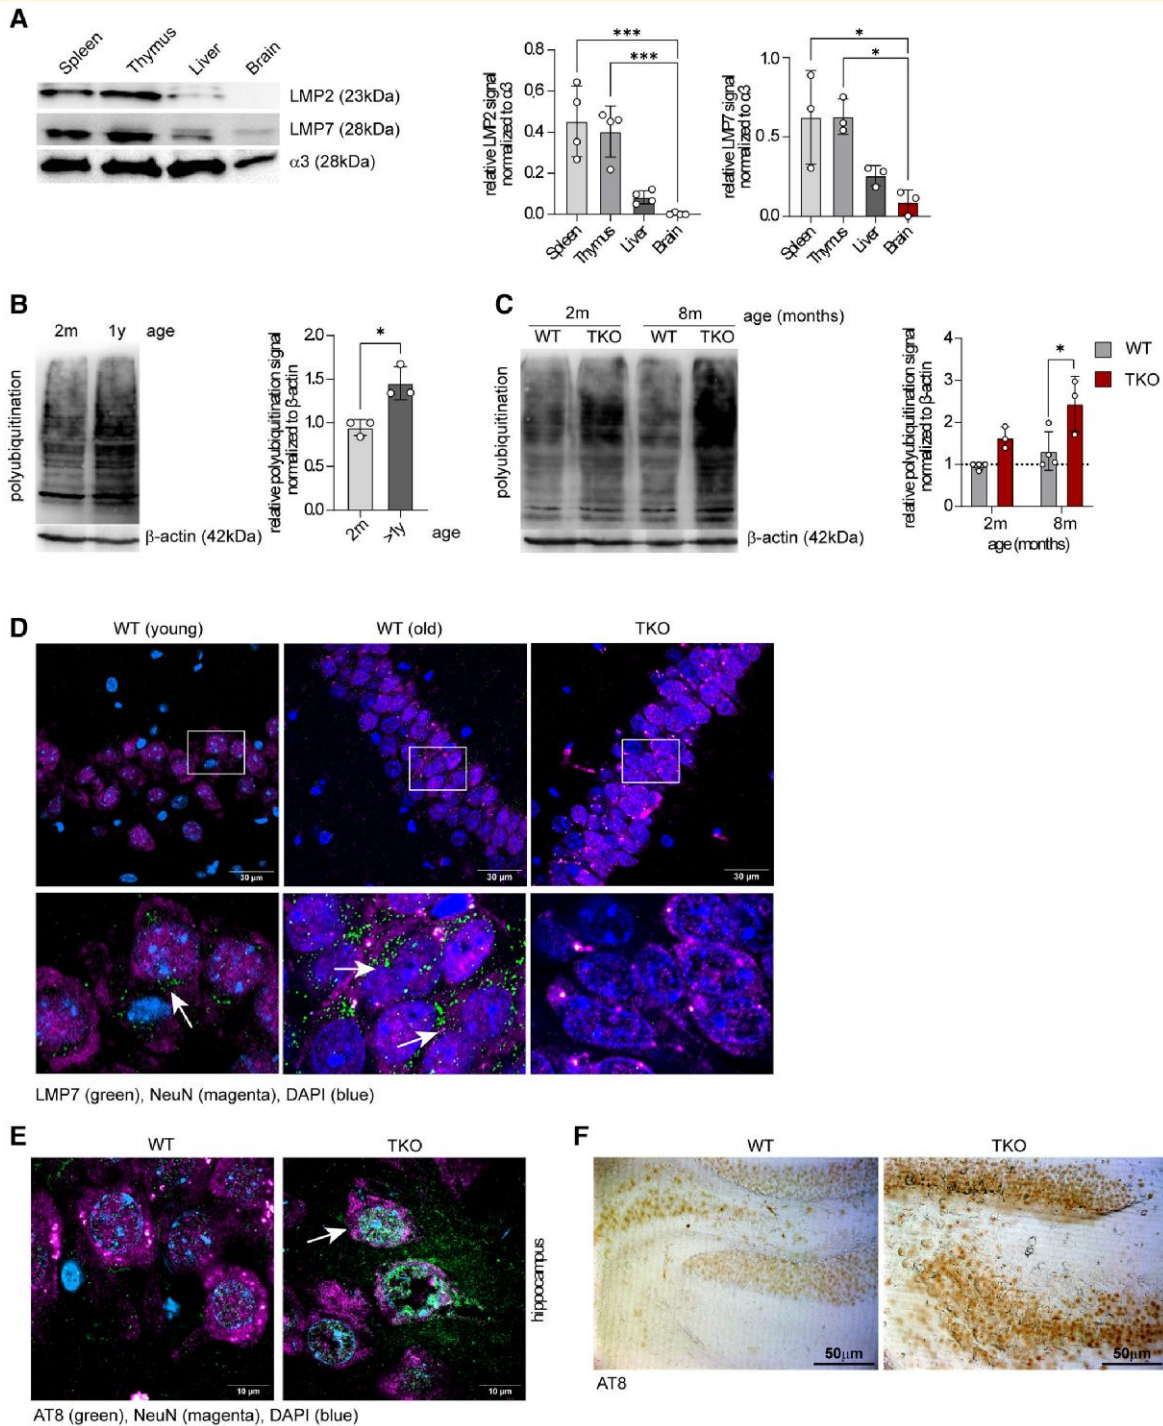 A
Spleen
Thymus
Liver
Brain
LMP2 (23kDa)
LMP7 (28kDa)
α3 (28kDa)
relative LMP2 signal
normalized to α3
0.8
0.6
0.4
0.2
0.0
***
***
Spleen
Thymus
Liver
Brain
relative LMP7 signal
normalized to α3
1.0
0.5
0.0
*
*
Spleen
Thymus
Liver
Brain
B
2m 1y age
polyubiquitination
β-actin (42kDa)
relative polyubiquitination signal
normalized to β-actin
2.0
1.5
1.0
0.5
0.0
*
2m
>1y
age
C
2m 8m age (months)
WT TKO WT TKO
polyubiquitination
β-actin (42kDa)
relative polyubiquitination signal
normalized to β-actin
4
3
2
1
0
*
2m 8m
age (months)
WT
TKO
D
WT (young) WT (old) TKO
30 μm 30 μm 30 μm
LMP7 (green), NeuN (magenta), DAPI (blue)
E
WT TKO
10 μm 10 μm
hippocampus
AT8 (green), NeuN (magenta), DAPI (blue)
F
WT TKO
50μm 50μm
AT8